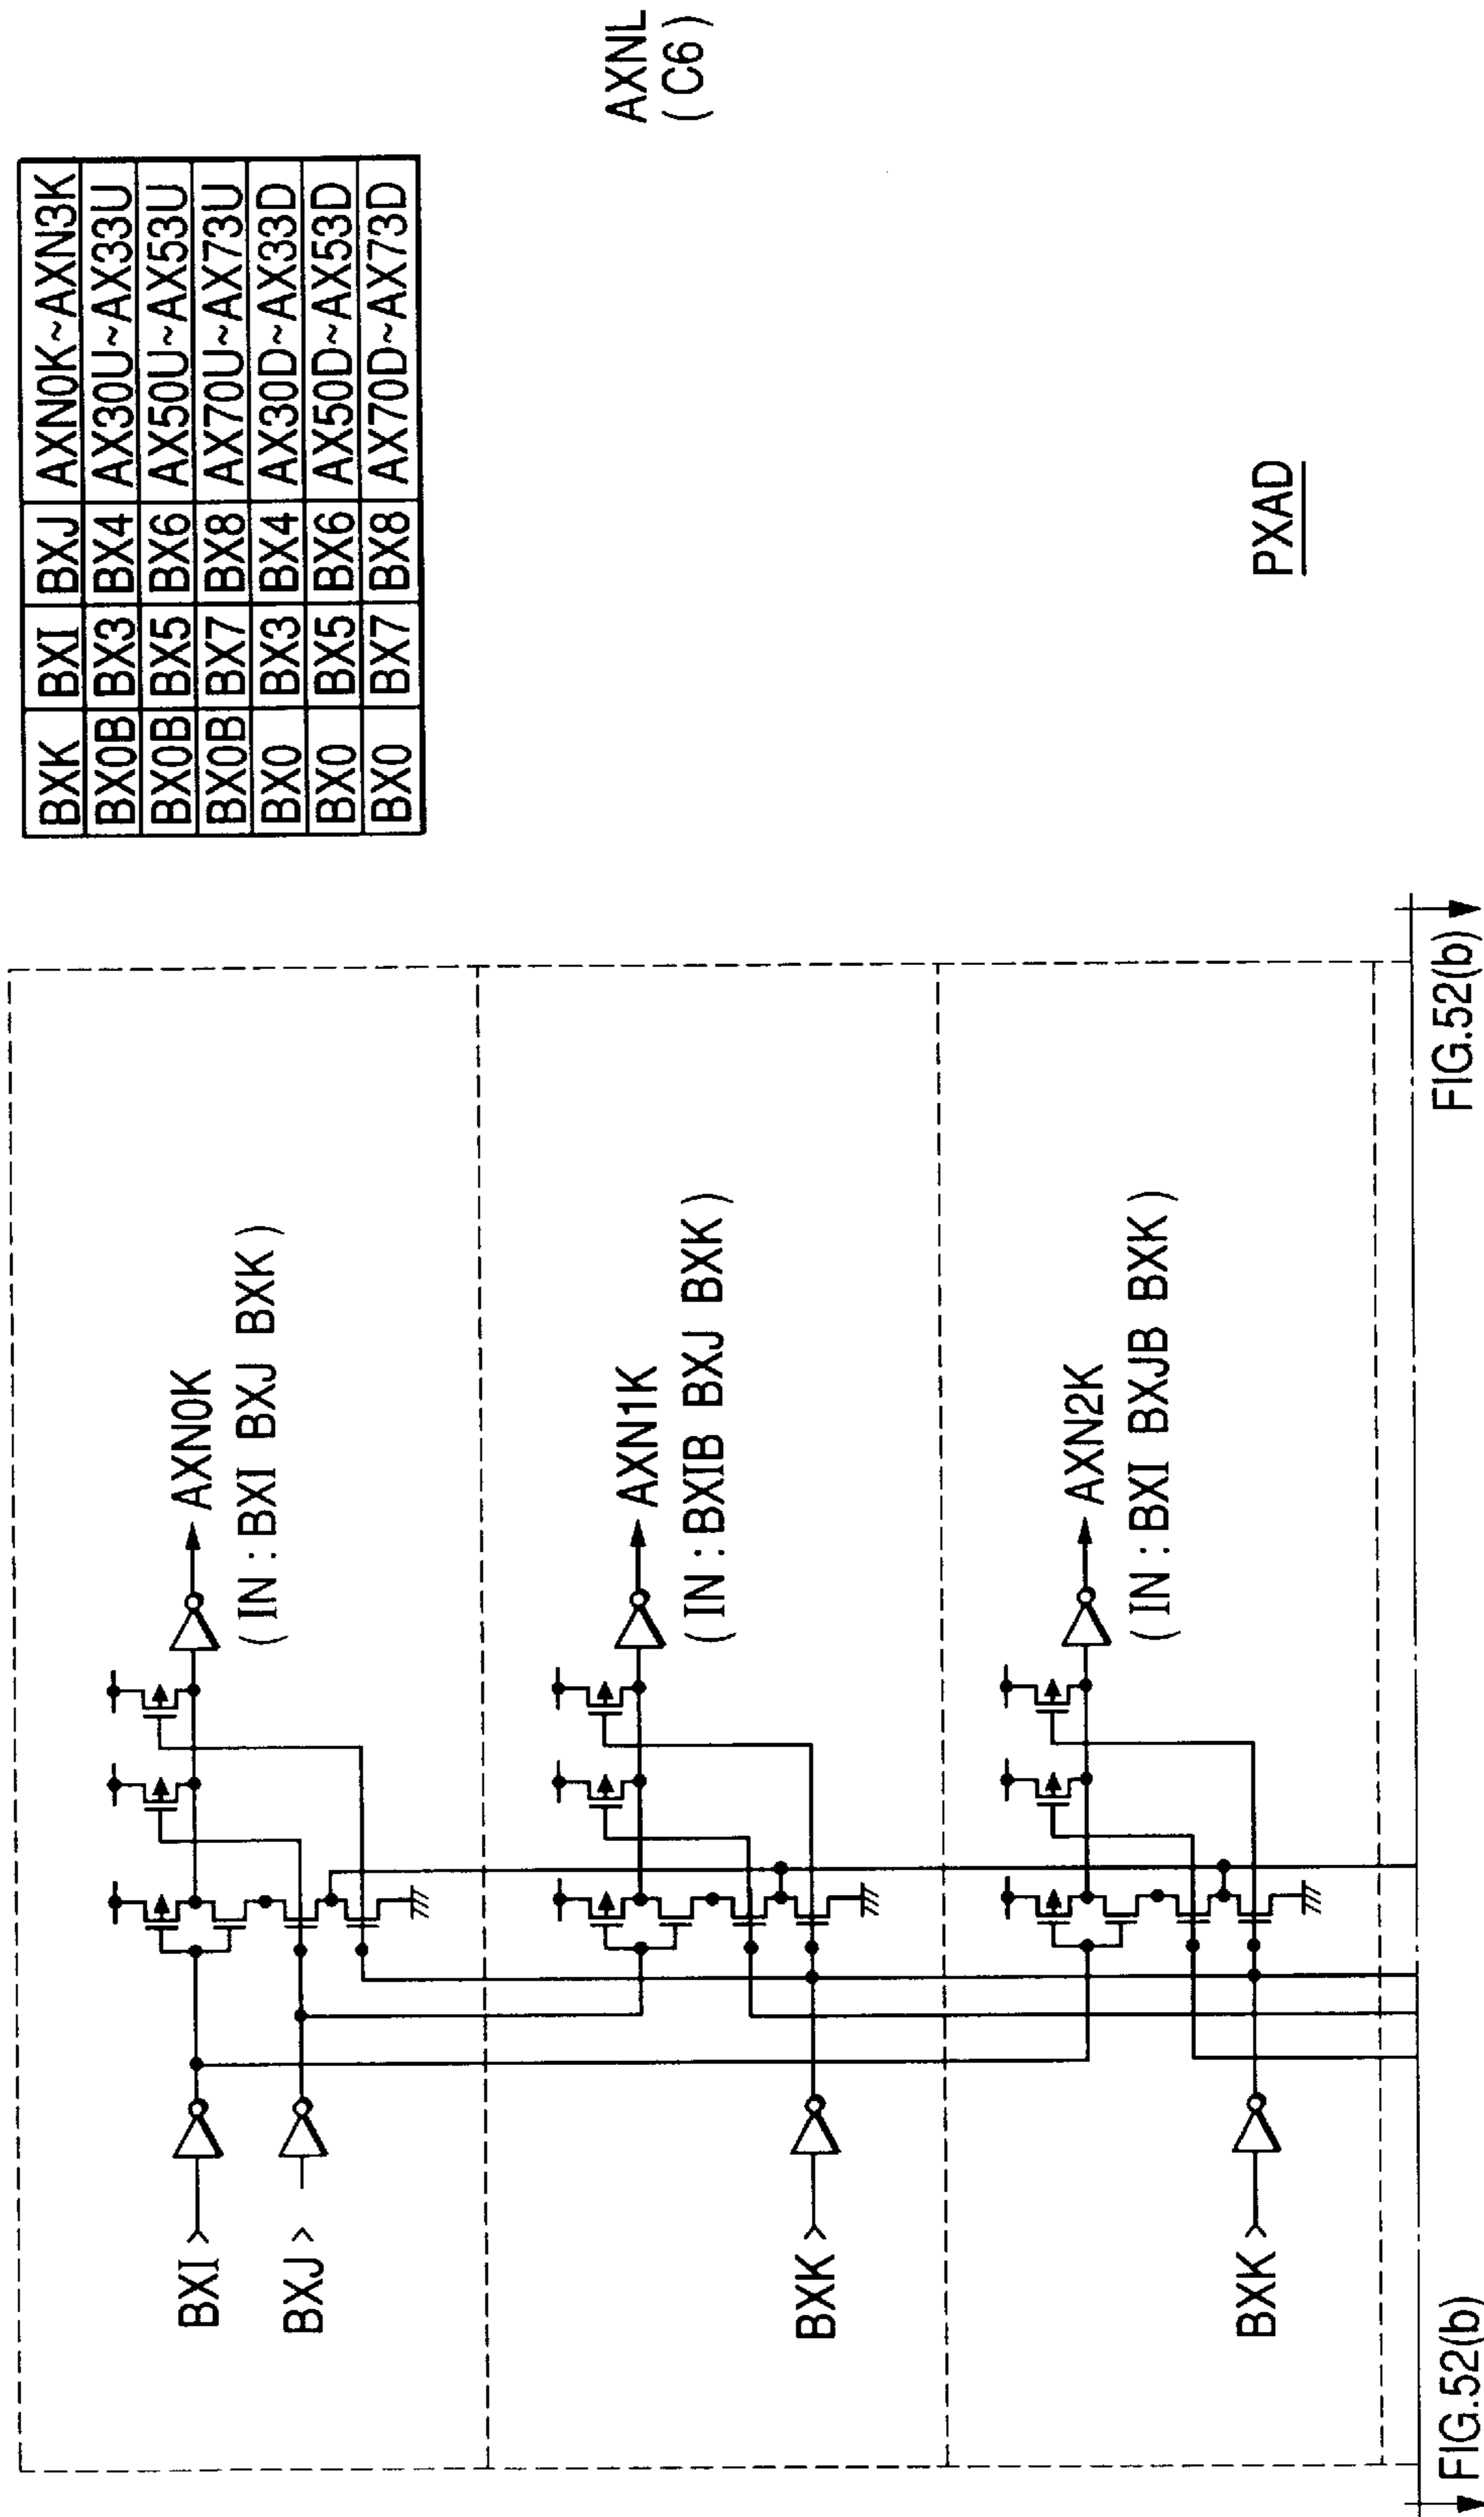 BXK BXI BXJ AXN0K~AXN3K
BX0B BX3 BX4 AX30U~AX33U
BX0B BX5 BX6 AX50U~AX53U
BX0B BX7 BX8 AX70U~AX73U
BX0 BX3 BX4 AX30D~AX33D
BX0 BX5 BX6 AX50D~AX53D
BX0 BX7 BX8 AX70D~AX73D
AXNL
(C6)
PXAD
BXI
BXJ
AXN0K
(IN:BXI BXJ BXK)
BXK
AXN1K
(IN:BXIB BXJ BXK)
BXK
AXN2K
(IN:BXI BXJB BXK)
FIG.52(b)
FIG.52(b)